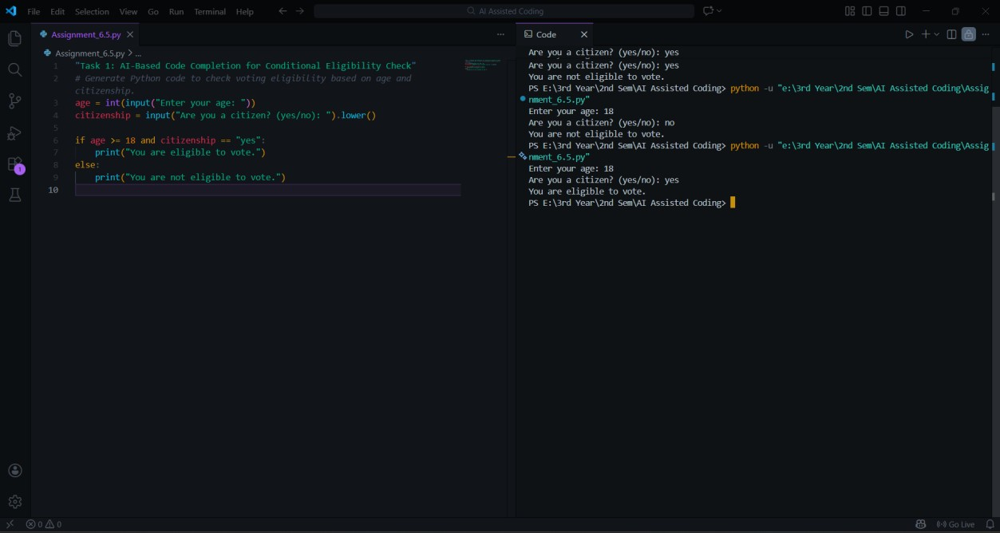 File Edit Selection View Go Run Terminal Help
AI Assisted Coding
Assignment_6.5.py
Assignment_6.5.py > ...
1 "Task 1: AI-Based Code Completion for Conditional Eligibility Check"
2 # Generate Python code to check voting eligibility based on age and
citizenship.
3 age = int(input("Enter your age: "))
4 citizenship = input("Are you a citizen? (yes/no): ").lower()
5
6 if age >= 18 and citizenship == "yes":
7 print("You are eligible to vote.")
8 else:
9 print("You are not eligible to vote.")
10
Code
Are you a citizen? (yes/no): yes
Are you a citizen? (yes/no): yes
You are not eligible to vote.
PS E:\3rd Year\2nd Sem\AI Assisted Coding> python -u "e:\3rd Year\2nd Sem\AI Assisted Coding\Assig
nment_6.5.py"
Enter your age: 18
Are you a citizen? (yes/no): no
You are not eligible to vote.
PS E:\3rd Year\2nd Sem\AI Assisted Coding> python -u "e:\3rd Year\2nd Sem\AI Assisted Coding\Assig
nment_6.5.py"
Enter your age: 18
Are you a citizen? (yes/no): yes
You are eligible to vote.
PS E:\3rd Year\2nd Sem\AI Assisted Coding>
1
0 0
Go Live